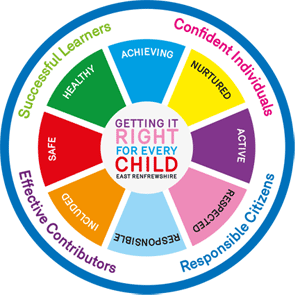 Successful Learners
Confident Individuals
ACHIEVING
HEALTHY
NURTURED
GETTING IT
RIGHT
FOR EVERY
CHILD
EAST RENFREWSHIRE
SAFE
ACTIVE
INCLUDED
RESPECTED
RESPONSIBLE
Effective Contributors
Responsible Citizens